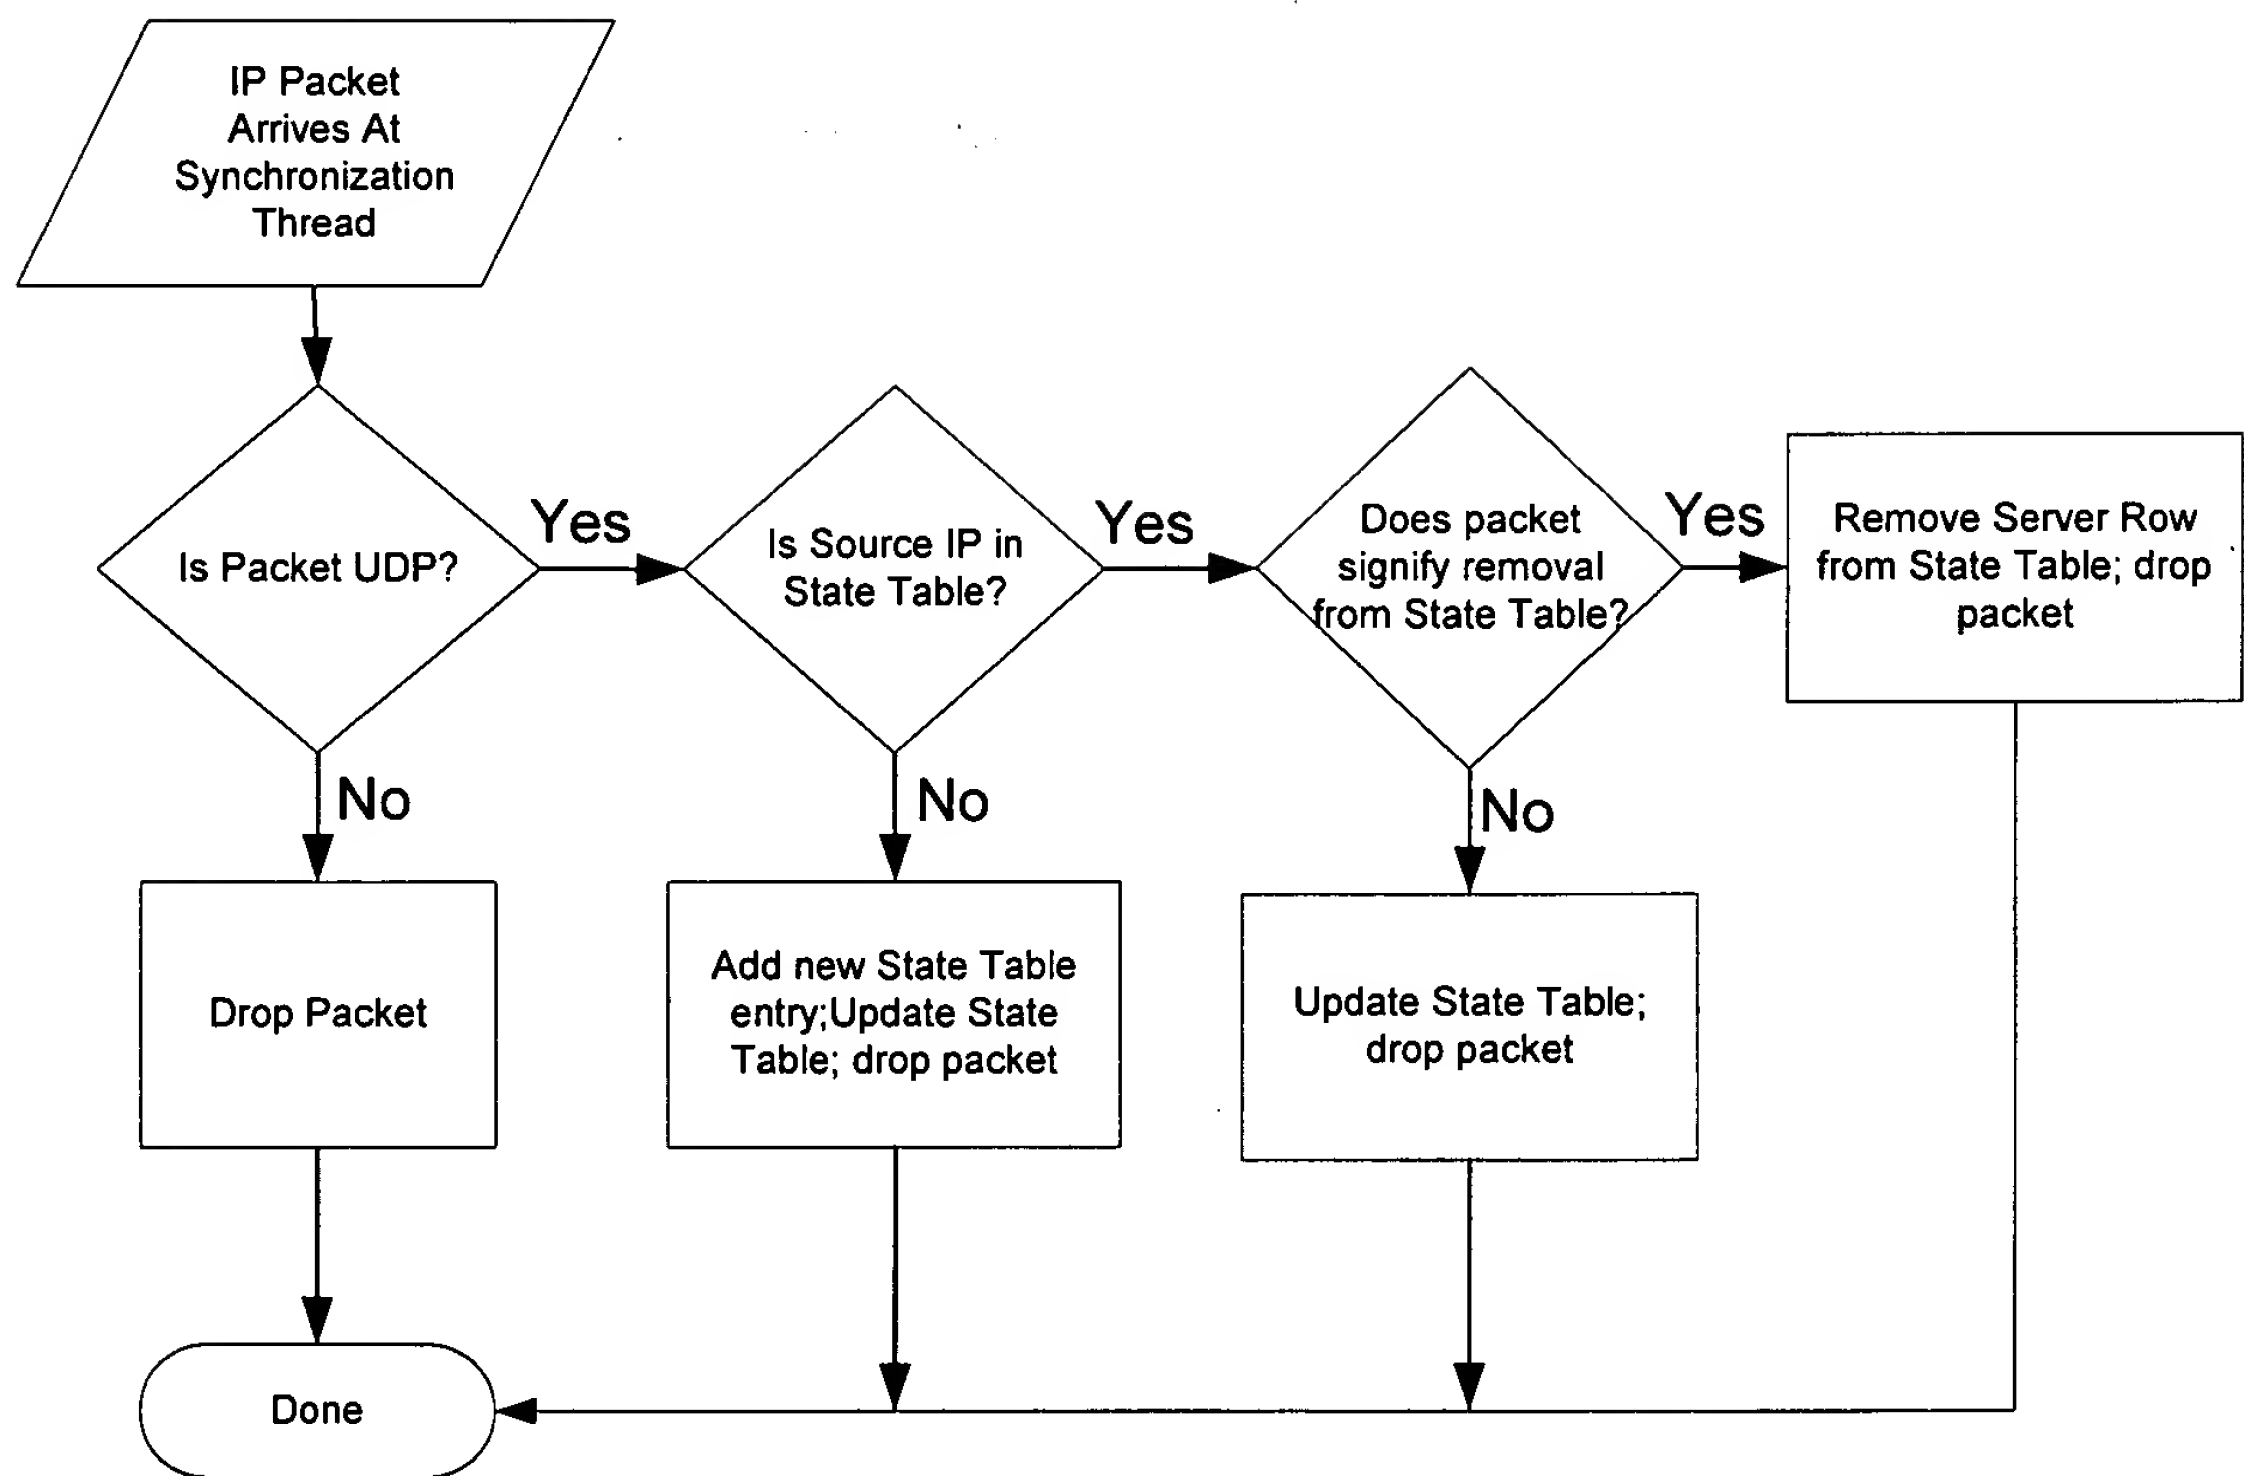 IP Packet
Arrives At
Synchronization
Thread
Is Packet UDP?
Yes
Is Source IP in
State Table?
Yes
Does packet
signify removal
from State Table?
Yes
Remove Server Row
from State Table; drop
packet
No
No
No
Drop Packet
Add new State Table
entry;Update State
Table; drop packet
Update State Table;
drop packet
Done